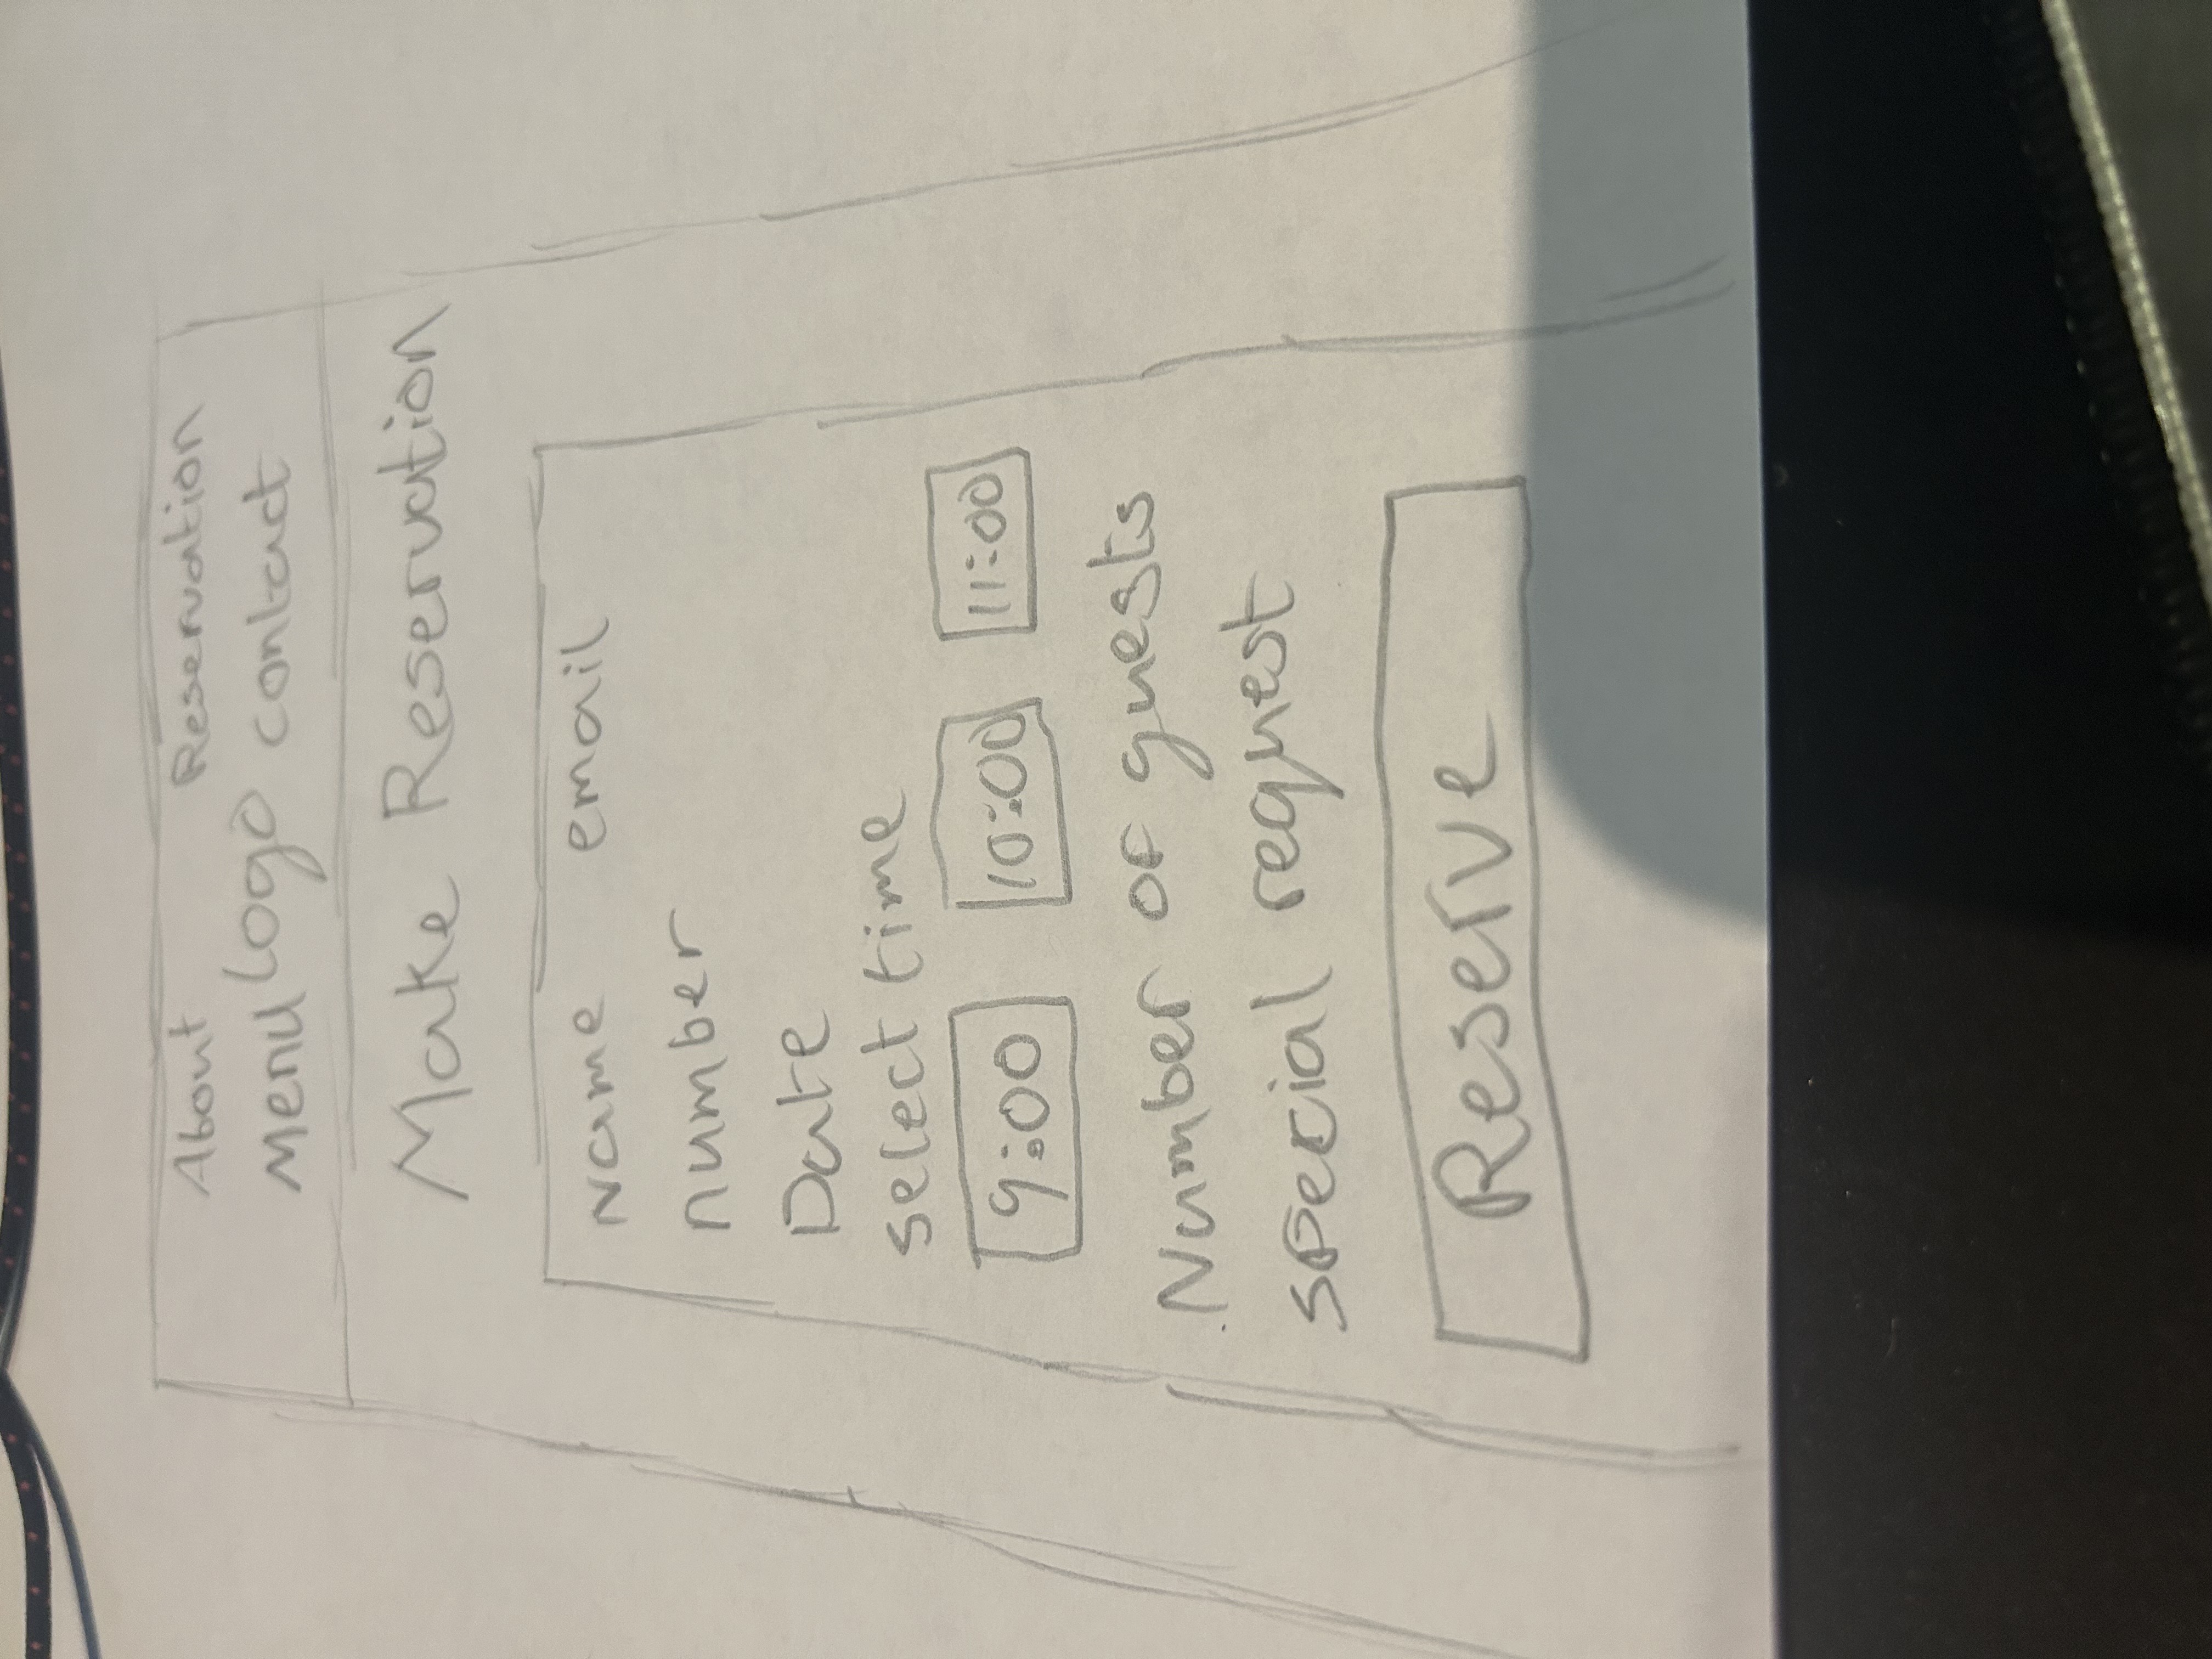 About Reservation
Menu Logo contact
Make Reservation
Name email
number
Date
select time
9:00 10:00 11:00
Number of guests
special request
Reserve